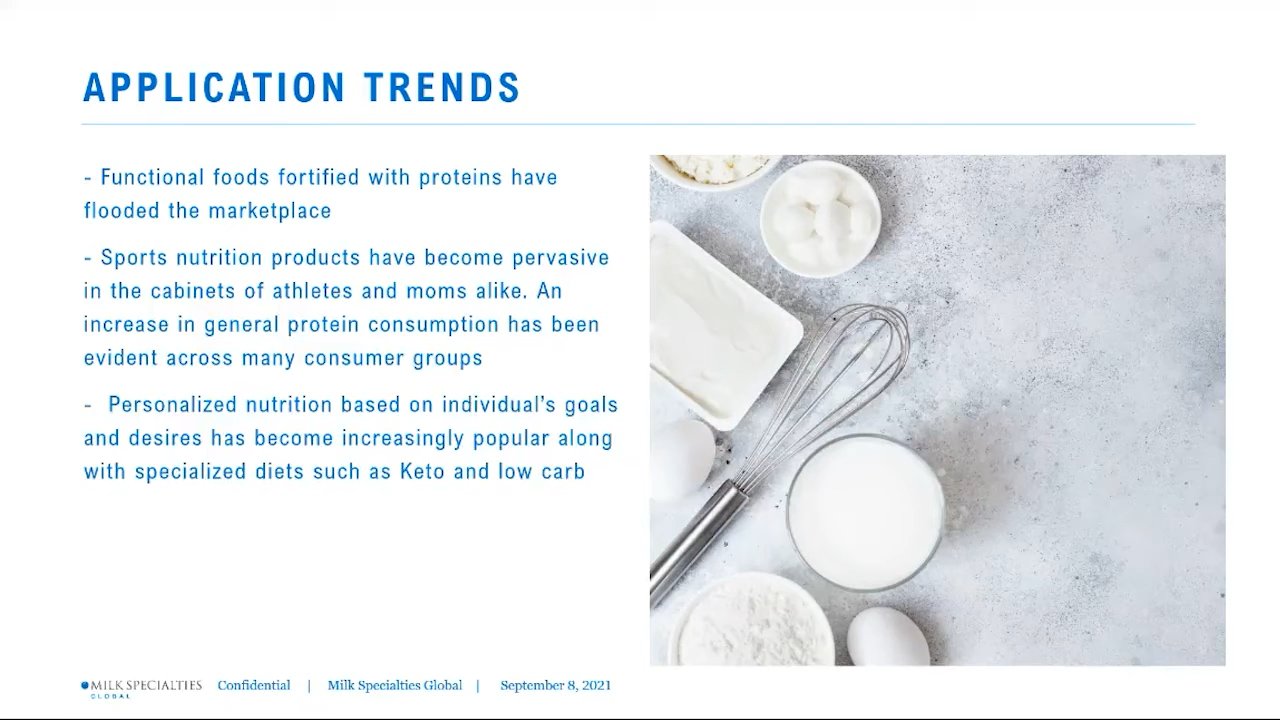 APPLICATION TRENDS
- Functional foods fortified with proteins have
flooded the marketplace
- Sports nutrition products have become pervasive
in the cabinets of athletes and moms alike. An
increase in general protein consumption has been
evident across many consumer groups
- Personalized nutrition based on individual’s goals
and desires has become increasingly popular along
with specialized diets such as Keto and low carb
MILK SPECIALTIES
GLOBAL
Confidential | Milk Specialties Global | September 8, 2021